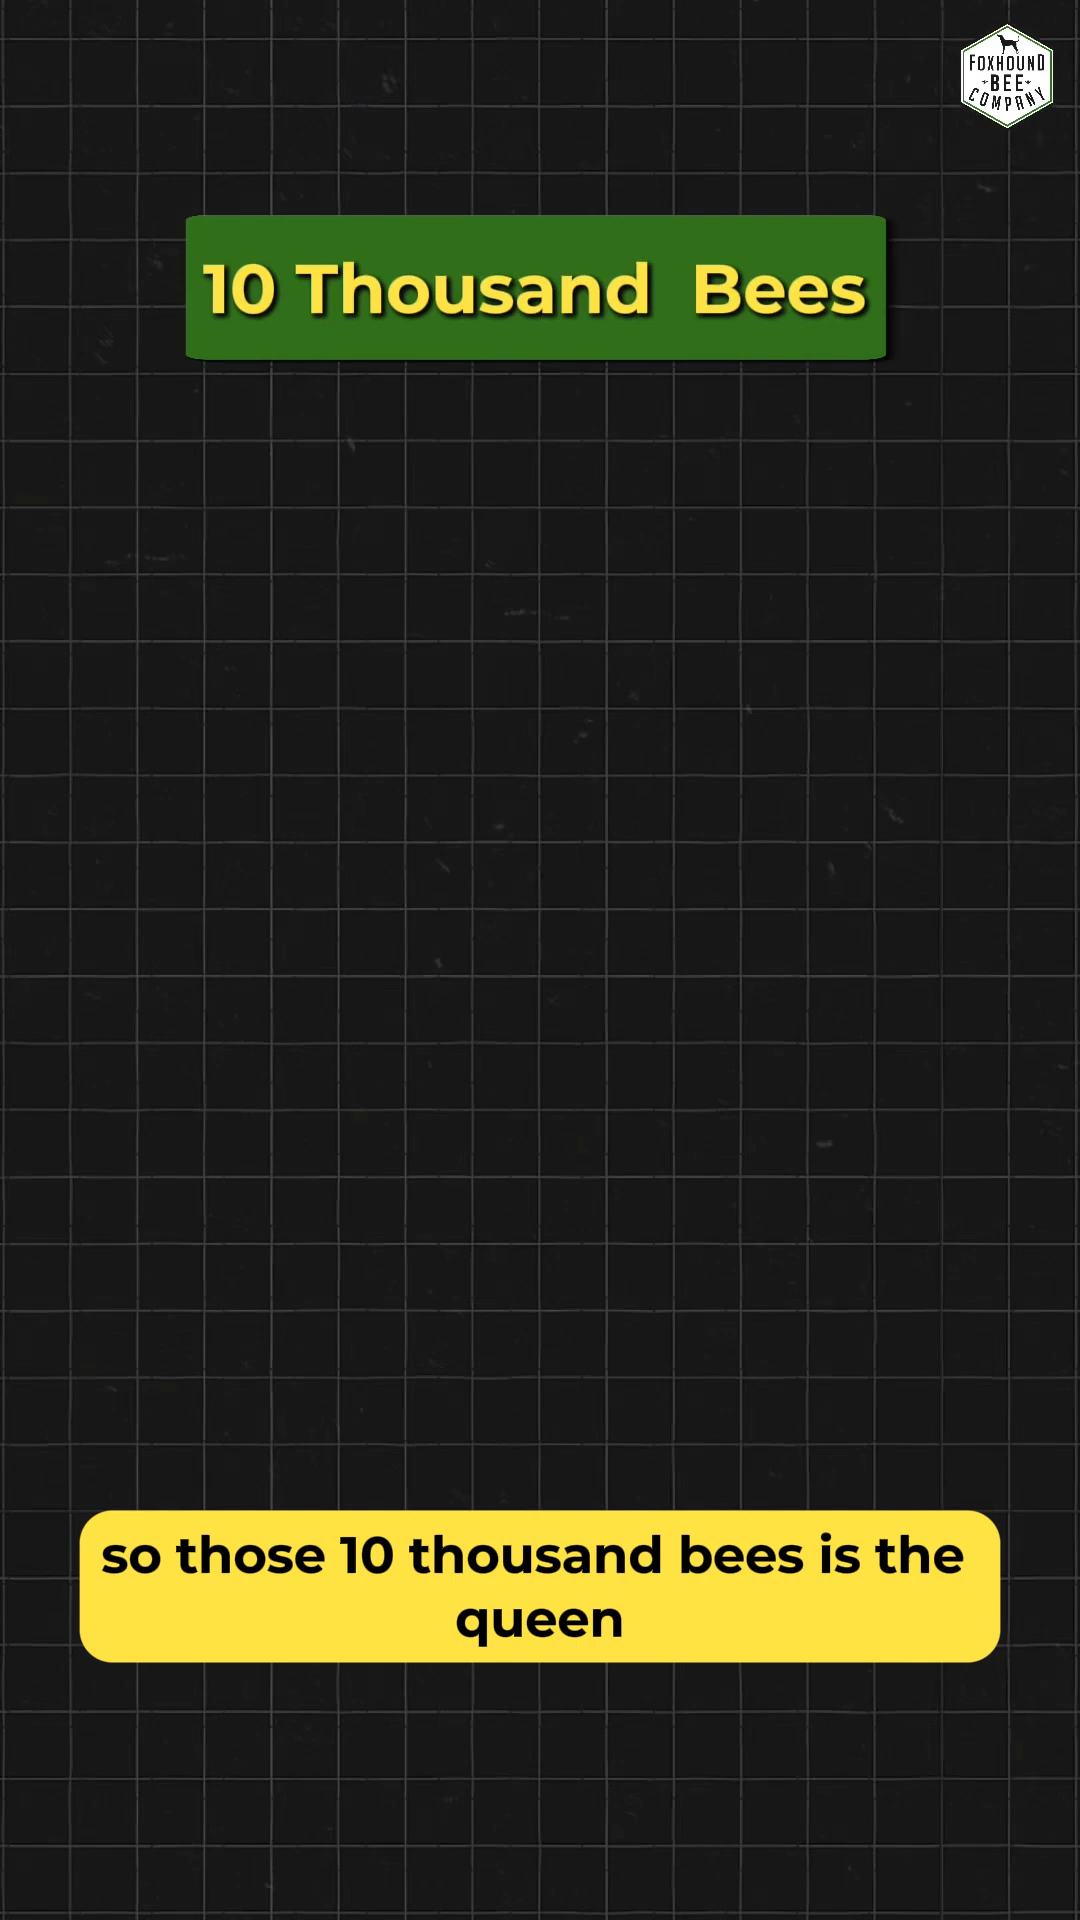 FOXHOUND
BEE
COMPANY
10 Thousand  Bees
so those 10 thousand bees is the
queen